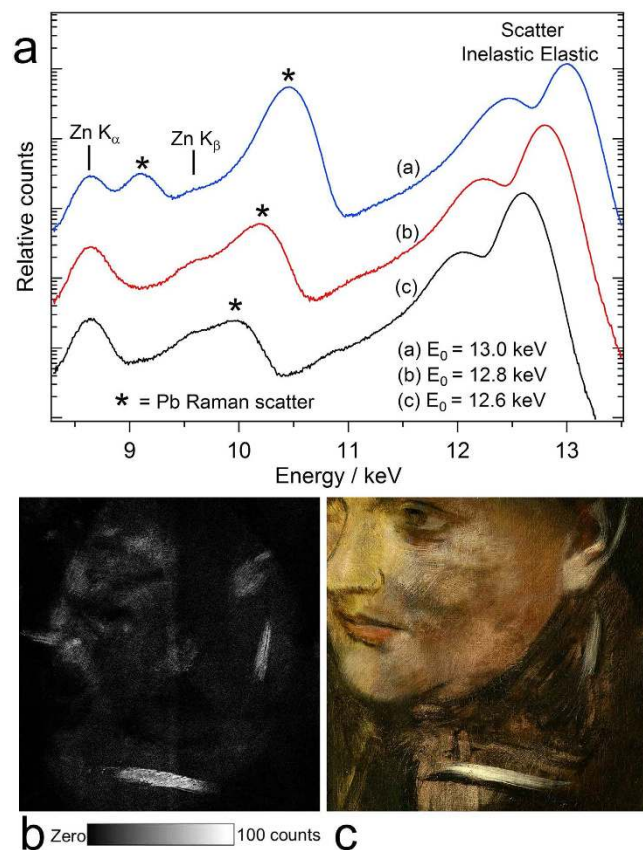 a
Scatter
Inelastic Elastic
Zn Kα
*
Zn Kβ
*
(a)
*
(b)
*
(c)
(a) E₀ = 13.0 keV
(b) E₀ = 12.8 keV
(c) E₀ = 12.6 keV
* = Pb Raman scatter
Relative counts
9 10 11 12 13
Energy / keV
b Zero 100 counts c